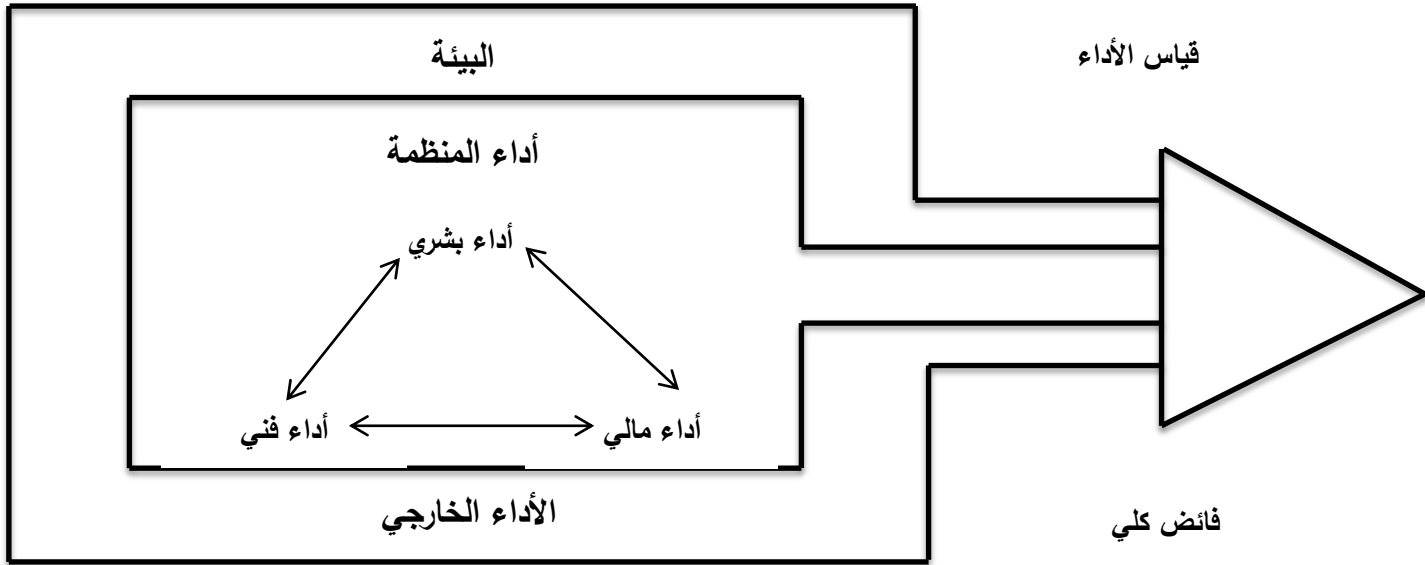 البيئة
قياس الأداء
أداء المنظمة
أداء بشري
أداء مالي
أداء فني
الأداء الخارجي
فائض كلي